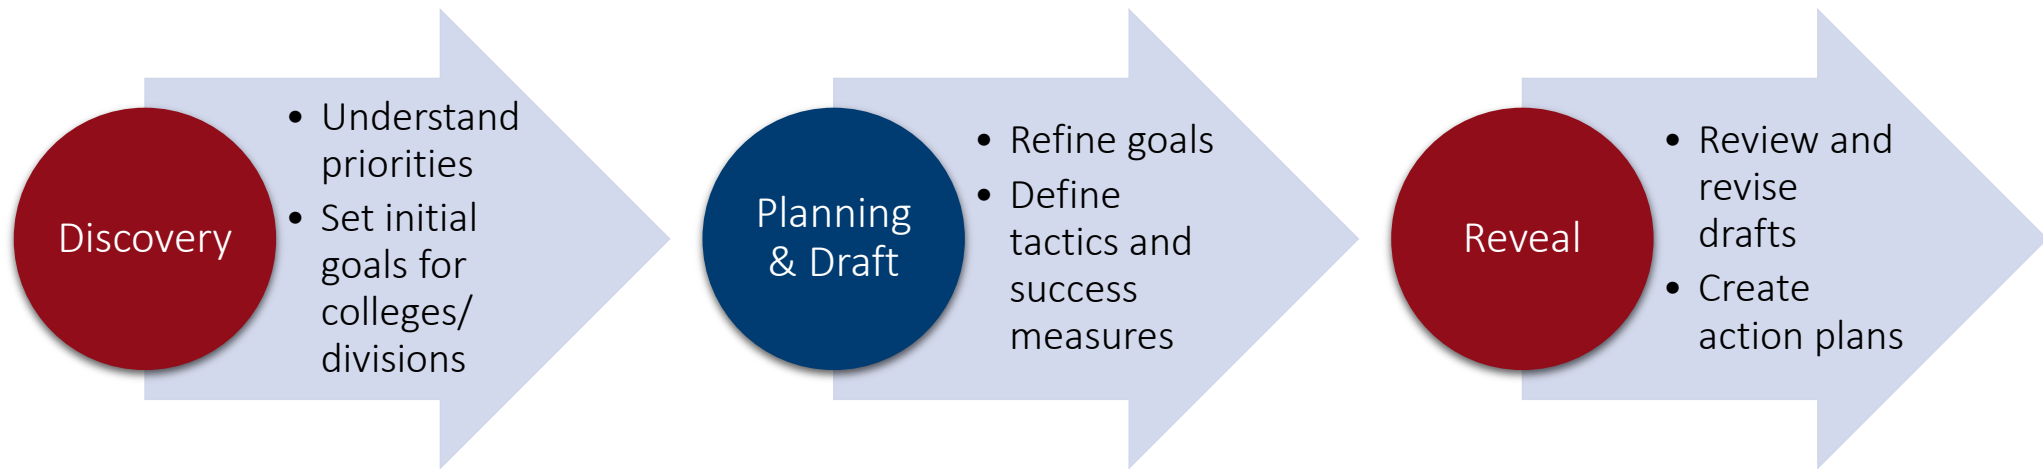 Discovery
• Understand
priorities
• Set initial
goals for
colleges/
divisions
Planning
& Draft
• Refine goals
• Define
tactics and
success
measures
Reveal
• Review and
revise
drafts
• Create
action plans